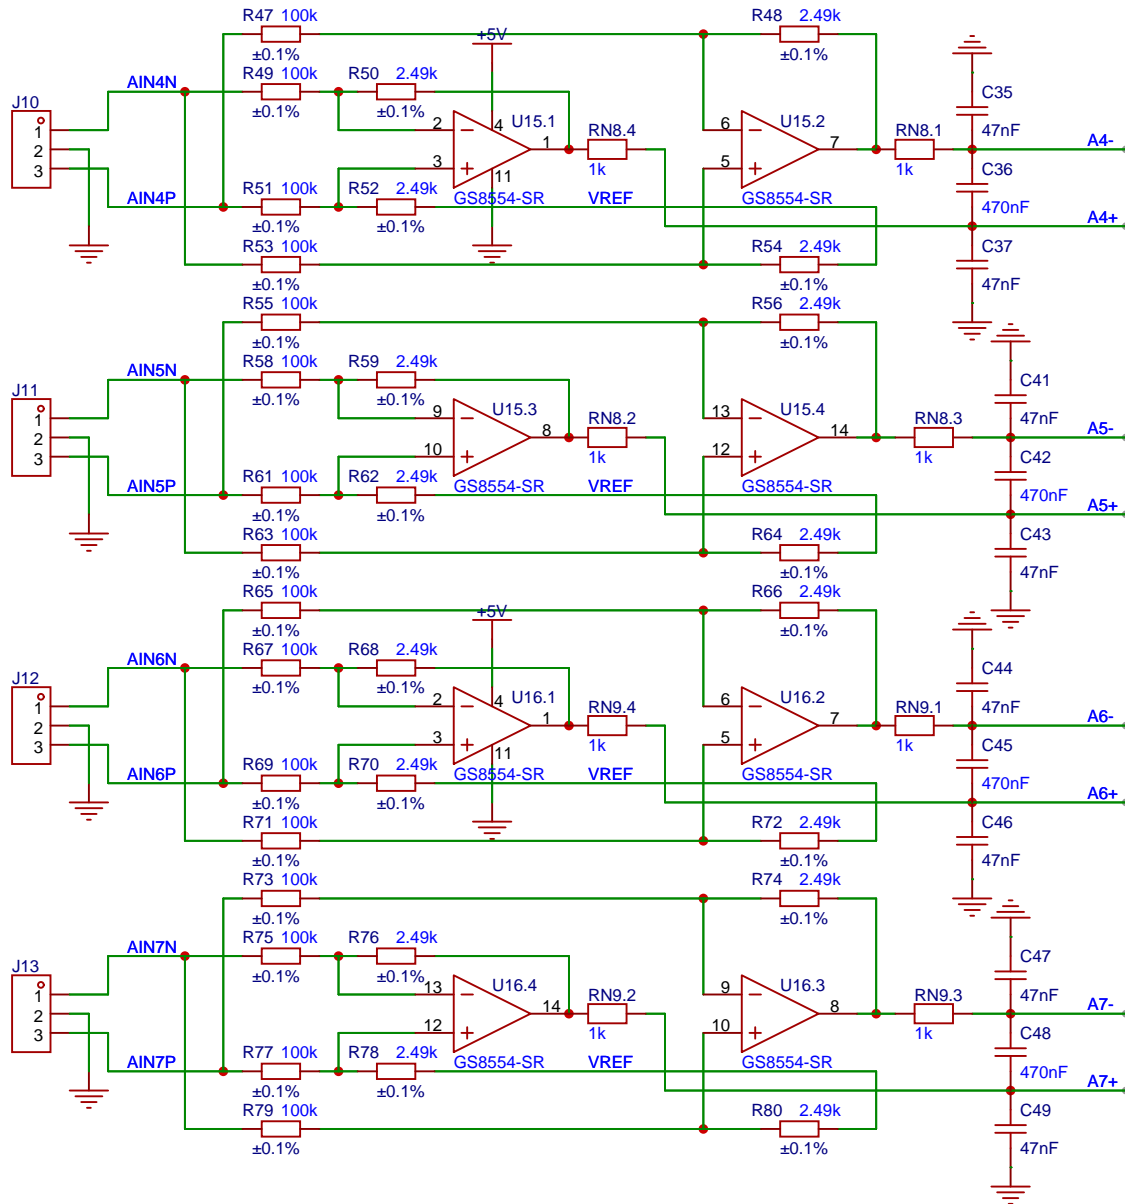 R47 100k
±0.1%
R48 2.49k
±0.1%
+5V
AIN4N
R49 100k
±0.1%
R50 2.49k
±0.1%
J10
1
2
3
2
3
4
11
1
U15.1
GS8554-SR
RN8.4
1k
VREF
6
5
7
U15.2
GS8554-SR
RN8.1
1k
C35
47nF
A4-
C36
470nF
A4+
C37
47nF
AIN4P
R51 100k
±0.1%
R52 2.49k
±0.1%
R53 100k
±0.1%
R54 2.49k
±0.1%
R55 100k
±0.1%
R56 2.49k
±0.1%
AIN5N
R58 100k
±0.1%
R59 2.49k
±0.1%
J11
1
2
3
9
10
8
U15.3
GS8554-SR
RN8.2
1k
VREF
13
12
14
U15.4
GS8554-SR
RN8.3
1k
C41
47nF
A5-
C42
470nF
A5+
C43
47nF
AIN5P
R61 100k
±0.1%
R62 2.49k
±0.1%
R63 100k
±0.1%
R64 2.49k
±0.1%
R65 100k
±0.1%
R66 2.49k
±0.1%
+5V
AIN6N
R67 100k
±0.1%
R68 2.49k
±0.1%
J12
1
2
3
2
3
4
11
1
U16.1
GS8554-SR
RN9.4
1k
VREF
6
5
7
U16.2
GS8554-SR
RN9.1
1k
C44
47nF
A6-
C45
470nF
A6+
C46
47nF
AIN6P
R69 100k
±0.1%
R70 2.49k
±0.1%
R71 100k
±0.1%
R72 2.49k
±0.1%
R73 100k
±0.1%
R74 2.49k
±0.1%
AIN7N
R75 100k
±0.1%
R76 2.49k
±0.1%
J13
1
2
3
13
12
14
U16.4
GS8554-SR
RN9.2
1k
VREF
9
10
8
U16.3
GS8554-SR
RN9.3
1k
C47
47nF
A7-
C48
470nF
A7+
C49
47nF
AIN7P
R77 100k
±0.1%
R78 2.49k
±0.1%
R79 100k
±0.1%
R80 2.49k
±0.1%